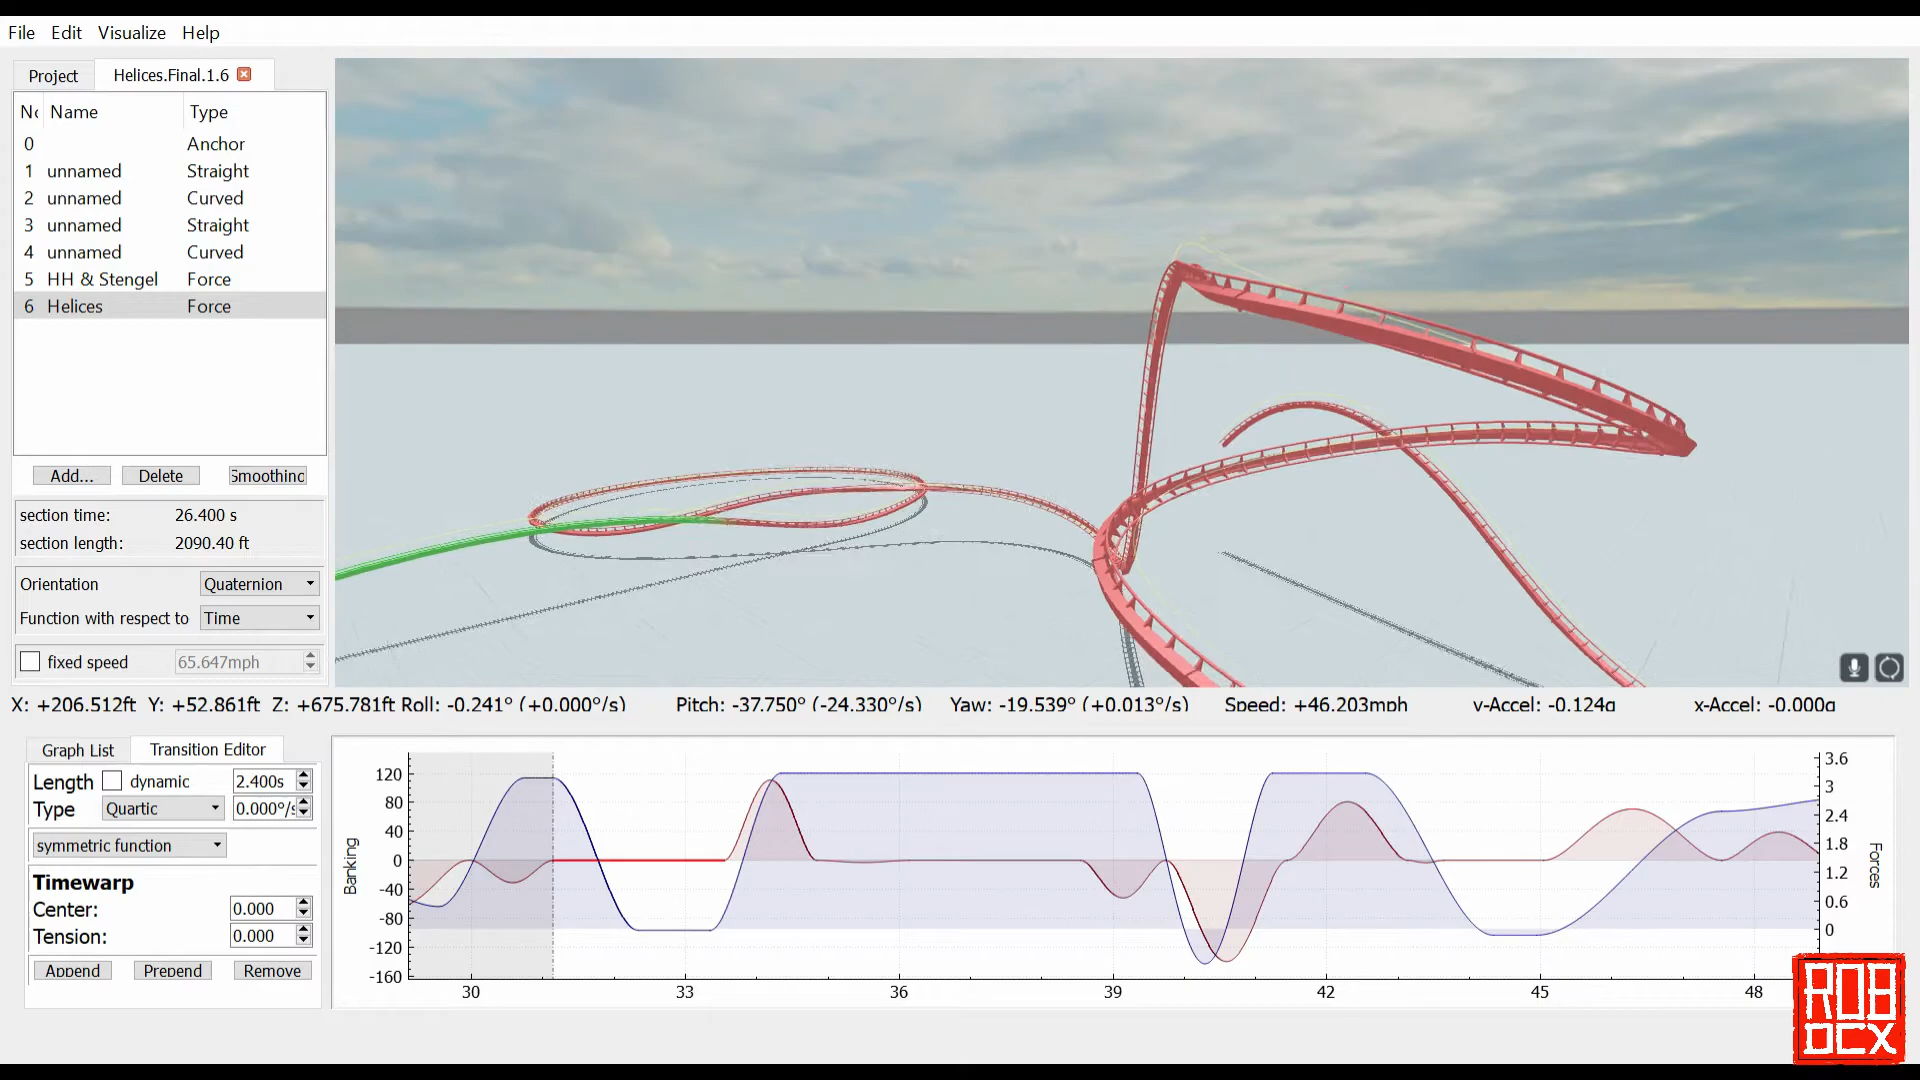 File Edit Visualize Help
Project Helices.Final.1.6
Nc Name Type
0 Anchor
1 unnamed Straight
2 unnamed Curved
3 unnamed Straight
4 unnamed Curved
5 HH & Stengel Force
6 Helices Force
Add... Delete Smoothing
section time: 26.400 s
section length: 2090.40 ft
Orientation Quaternion
Function with respect to Time
fixed speed 65.647mph
X: +206.512ft Y: +52.861ft Z: +675.781ft Roll: -0.241° (+0.000°/s) Pitch: -37.750° (-24.330°/s) Yaw: -19.539° (+0.013°/s) Speed: +46.203mph y-Accel: -0.124g x-Accel: -0.000g
Graph List Transition Editor
Length dynamic 2.400s
Type Quartic 0.000°/s
symmetric function
Timewarp
Center: 0.000
Tension: 0.000
Append Prepend Remove
Banking
120
80
40
0
-40
-80
-120
-160
30 33 36 39 42 45 48
3.6
3
2.4
1.8
1.2
0.6
0
Forces
ROB
OCX